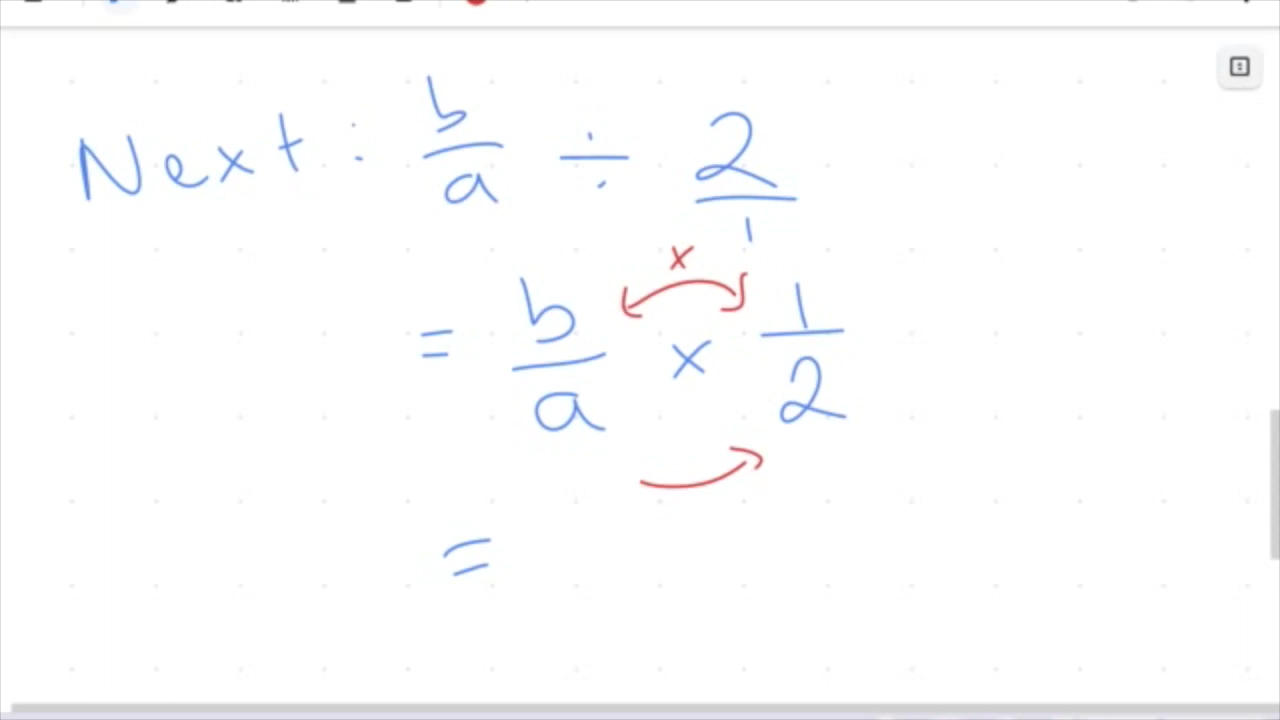 Next: b/a ÷ 2/1
x
= b/a x 1/2
=